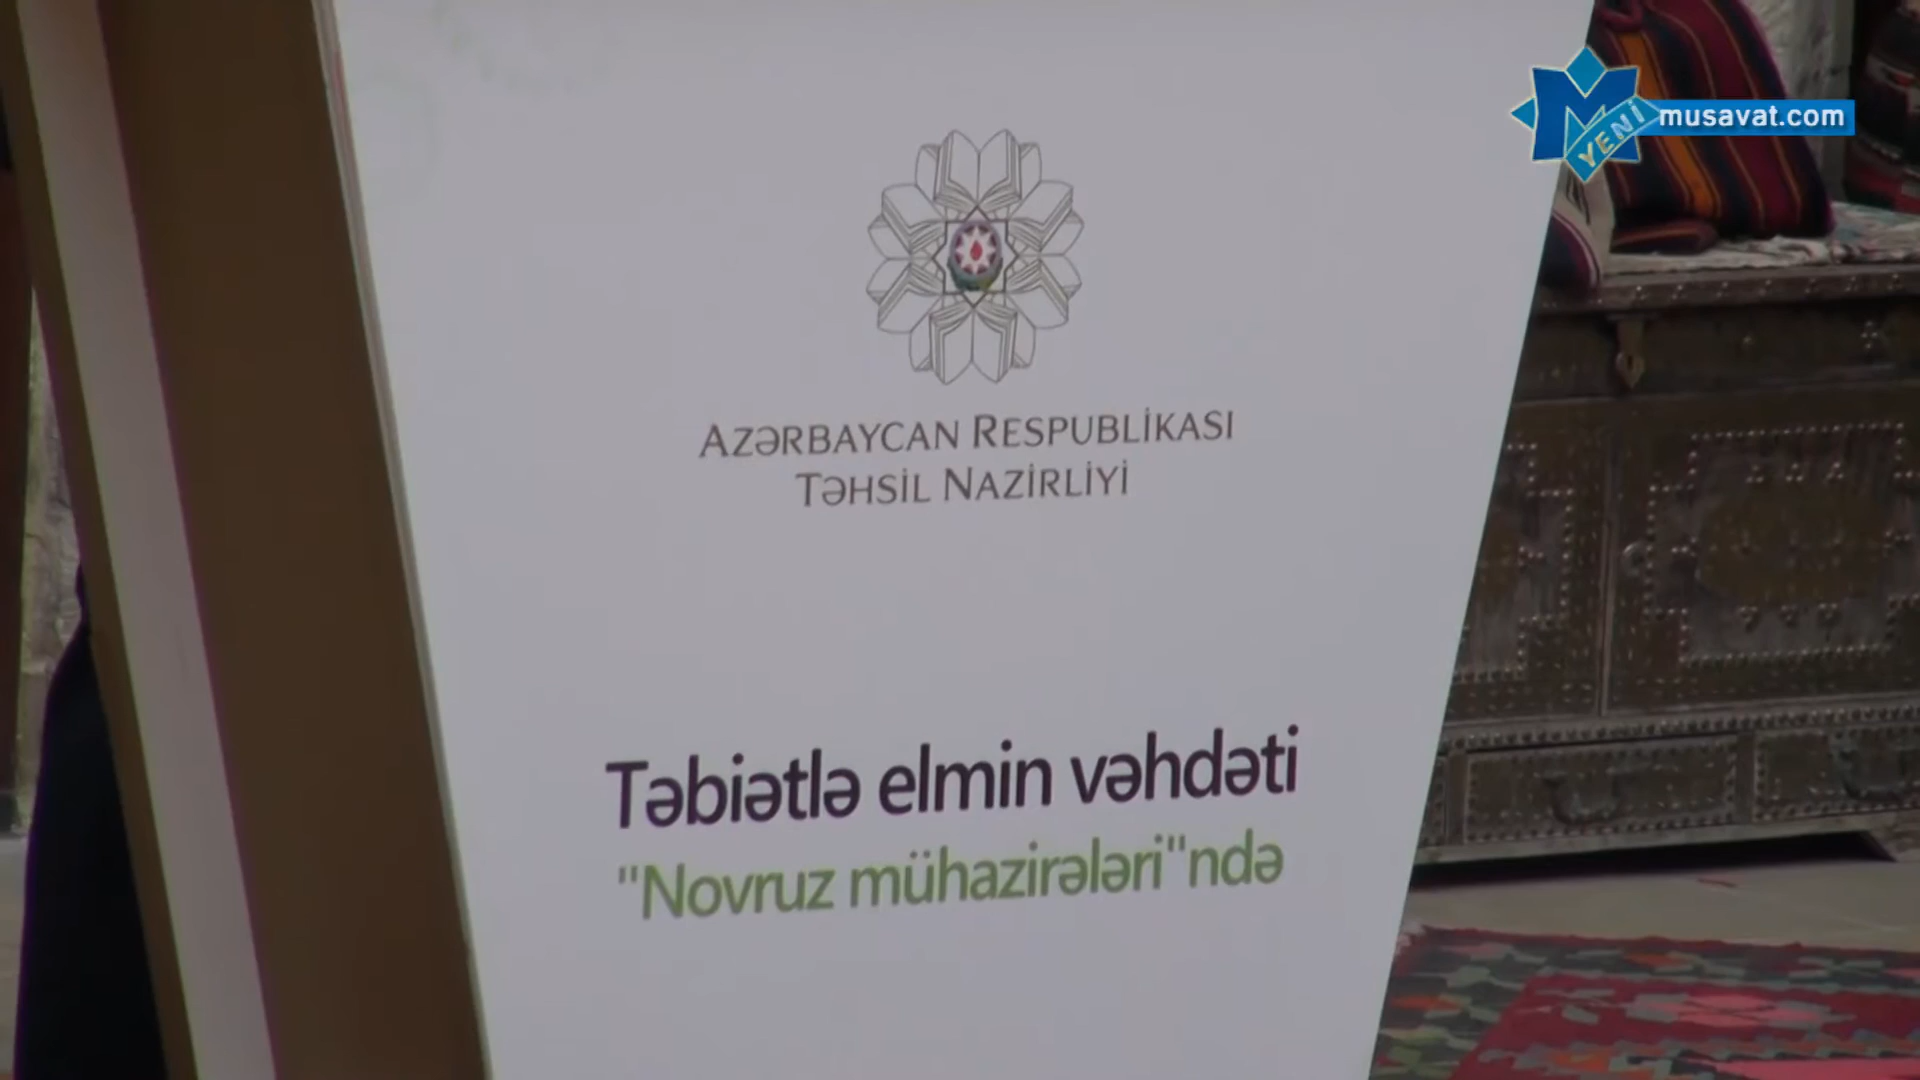 YENİ
musavat.com
AZƏRBAYCAN RESPUBLİKASI
TƏHSİL NAZİRLİYİ
Təbiətlə elmin vəhdəti
"Novruz mühazirələri"ndə